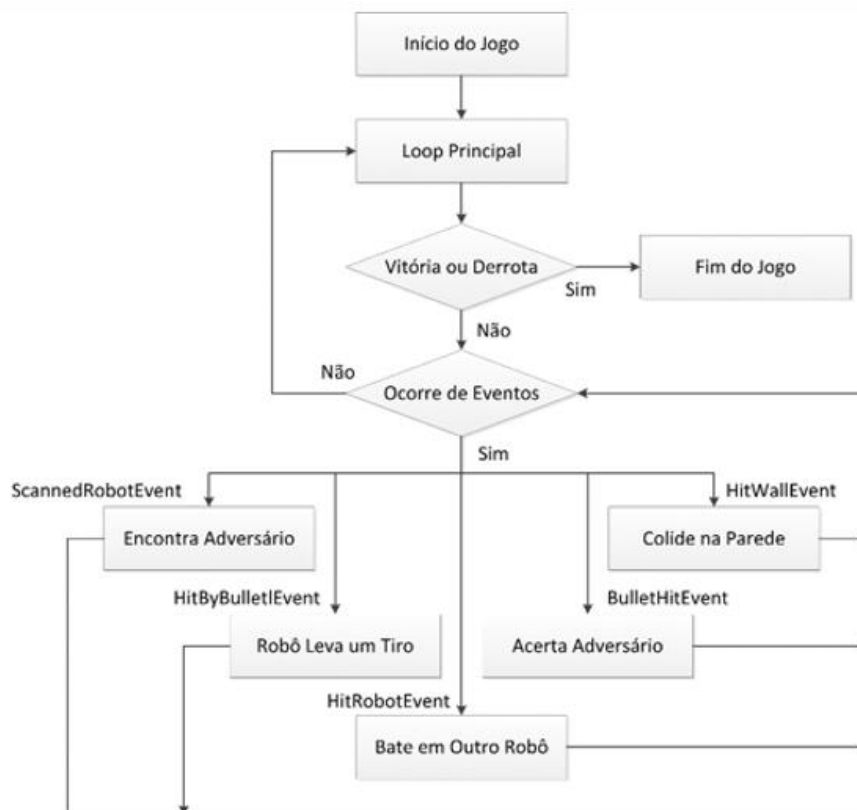 Início do Jogo
Loop Principal
Vitória ou Derrota
Sim
Fim do Jogo
Não
Não
Ocorre de Eventos
Sim
ScannedRobotEvent
HitWallEvent
Encontra Adversário
Colide na Parede
HitByBulletlEvent
BulletHitEvent
Robô Leva um Tiro
Acerta Adversário
HitRobotEvent
Bate em Outro Robô